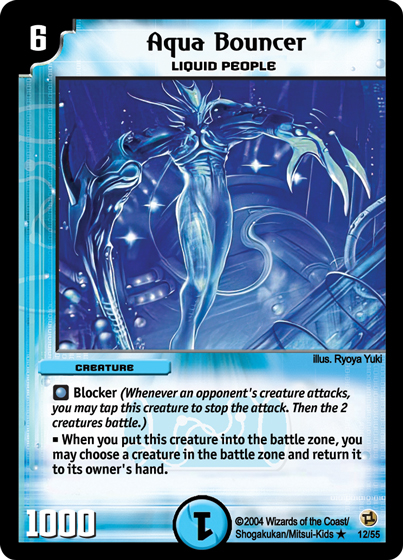 6
Aqua Bouncer
LIQUID PEOPLE
illus. Ryoya Yuki
CREATURE
Blocker (Whenever an opponent's creature attacks,
you may tap this creature to stop the attack. Then the 2
creatures battle.)
▪ When you put this creature into the battle zone, you
may choose a creature in the battle zone and return it
to its owner's hand.
1000
1
©2004 Wizards of the Coast/
Shogakukan/Mitsui-Kids ★ 12/55